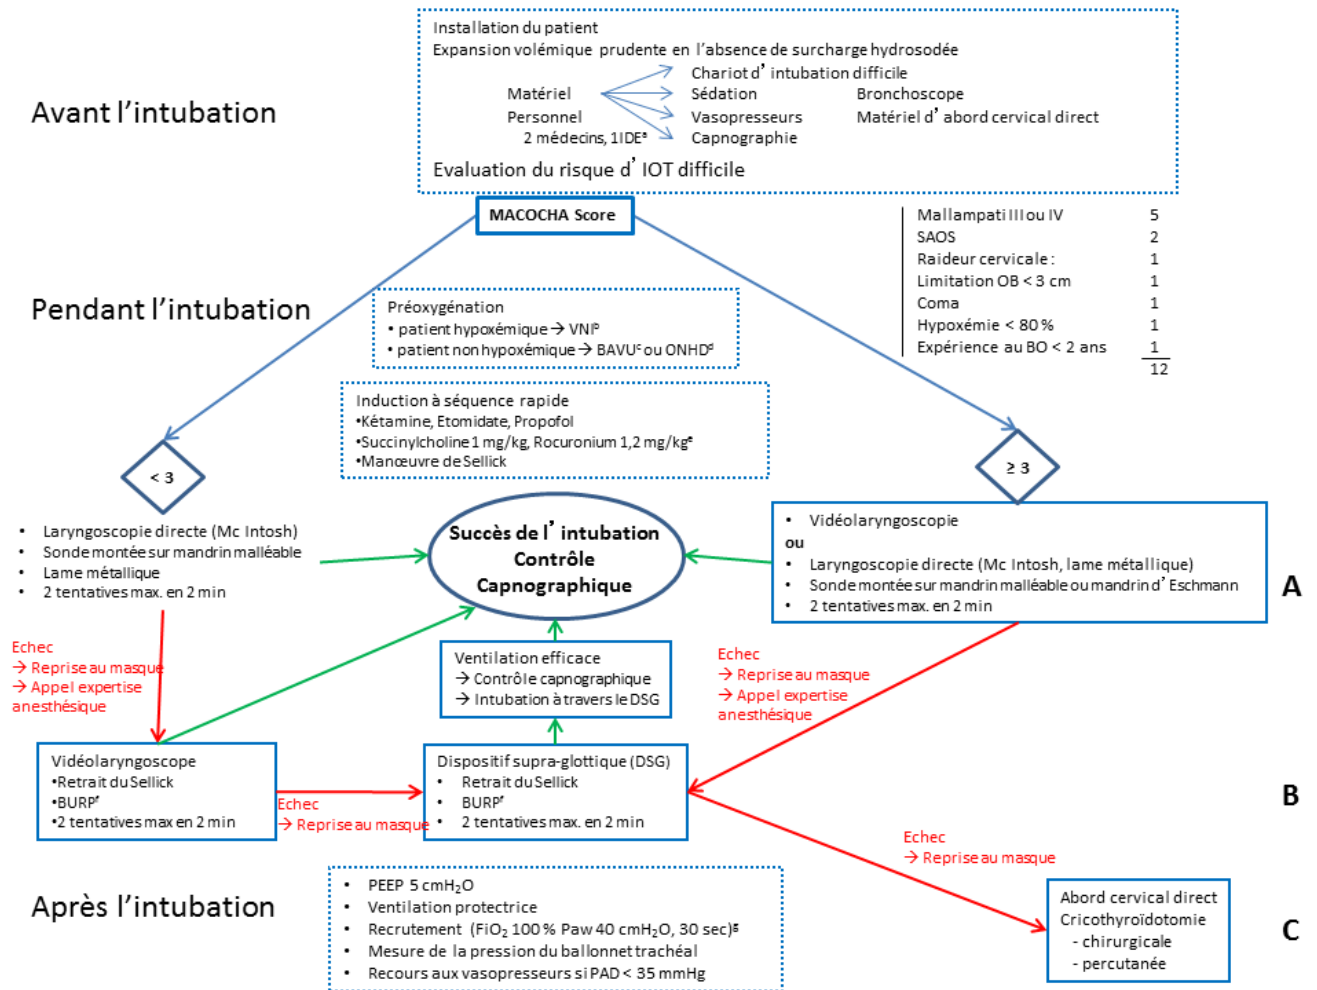 Installation du patient
Expansion volémique prudente en l'absence de surcharge hydrosodée
Chariot d'intubation difficile
Matériel Sédation Bronchoscope
Personnel Vasopresseurs Matériel d'abord cervical direct
2 médecins, 1IDEᵃ Capnographie
Evaluation du risque d'IOT difficile
Avant l'intubation
MACOCHA Score
Mallampati III ou IV 5
SAOS 2
Raideur cervicale : 1
Limitation OB < 3 cm 1
Coma 1
Hypoxémie < 80 % 1
Expérience au BO < 2 ans 1
12
Pendant l'intubation
Préoxygénation
• patient hypoxémique → VNIᵇ
• patient non hypoxémique → BAVUᶜ ou ONHDᵈ
Induction à séquence rapide
•Kétamine, Etomidate, Propofol
•Succinylcholine 1 mg/kg, Rocuronium 1,2 mg/kgᵉ
•Manœuvre de Sellick
< 3
≥ 3
• Laryngoscopie directe (Mc Intosh)
• Sonde montée sur mandrin malléable
• Lame métallique
• 2 tentatives max. en 2 min
Succès de l'intubation
Contrôle
Capnographique
• Vidéolaryngoscopie
ou
• Laryngoscopie directe (Mc Intosh, lame métallique)
• Sonde montée sur mandrin malléable ou mandrin d'Eschmann
• 2 tentatives max. en 2 min
A
Echec
→ Reprise au masque
→ Appel expertise
anesthésique
Ventilation efficace
→ Contrôle capnographique
→ Intubation à travers le DSG
Echec
→ Reprise au masque
→ Appel expertise
anesthésique
Vidéolaryngoscope
•Retrait du Sellick
•BURPᶠ
•2 tentatives max en 2 min
Echec
→ Reprise au masque
Dispositif supra-glottique (DSG)
• Retrait du Sellick
• BURPᶠ
• 2 tentatives max. en 2 min
B
Echec
→ Reprise au masque
Après l'intubation
• PEEP 5 cmH₂O
• Ventilation protectrice
• Recrutement (FiO₂ 100 % Paw 40 cmH₂O, 30 sec)ᵍ
• Mesure de la pression du ballonnet trachéal
• Recours aux vasopresseurs si PAD < 35 mmHg
Abord cervical direct
Cricothyroïdotomie
- chirurgicale
- percutanée
C